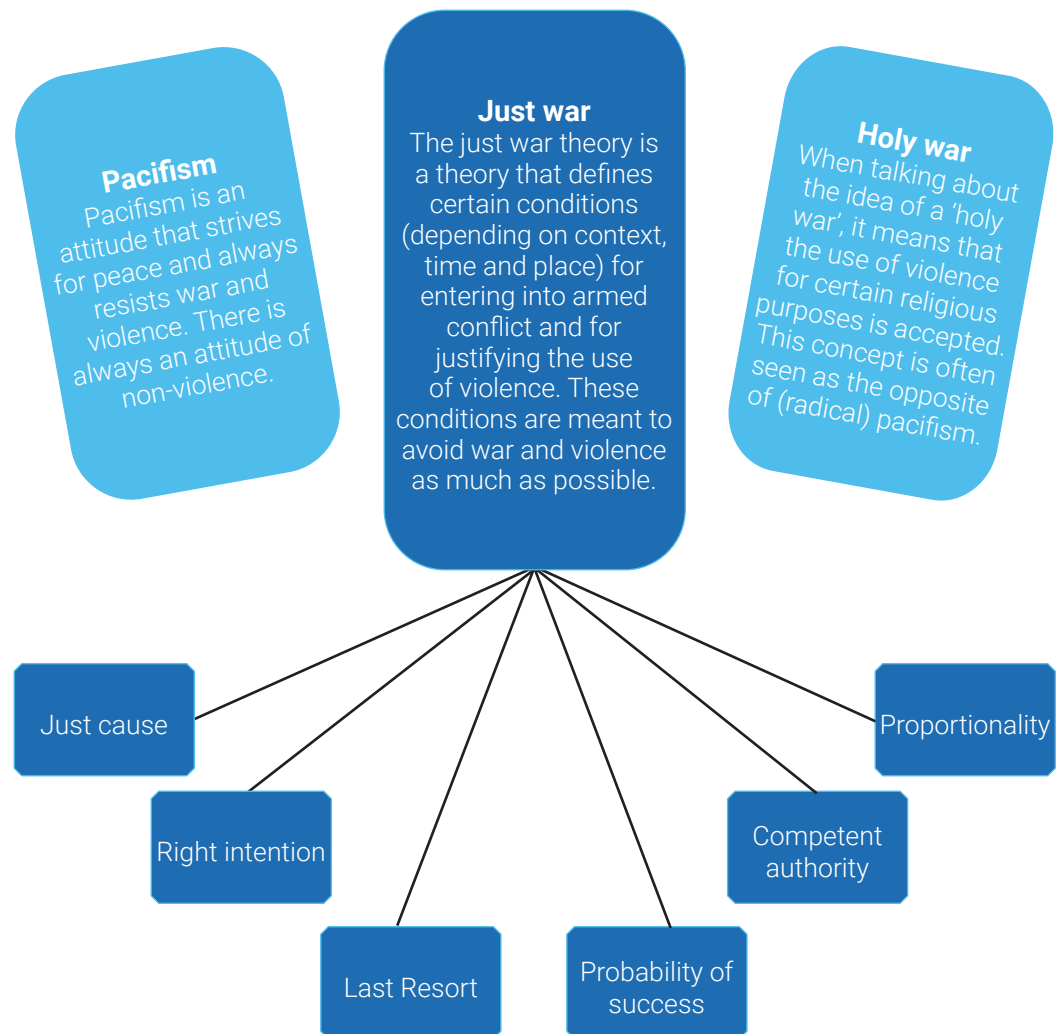 Pacifism
Pacifism is an
attitude that strives
for peace and always
resists war and
violence. There is
always an attitude of
non-violence.
Just war
The just war theory is
a theory that defines
certain conditions
(depending on context,
time and place) for
entering into armed
conflict and for
justifying the use
of violence. These
conditions are meant to
avoid war and violence
as much as possible.
Holy war
When talking about
the idea of a ‘holy
war’, it means that
the use of violence
for certain religious
purposes is accepted.
This concept is often
seen as the opposite
of (radical) pacifism.
Just cause
Right intention
Last Resort
Probability of
success
Competent
authority
Proportionality